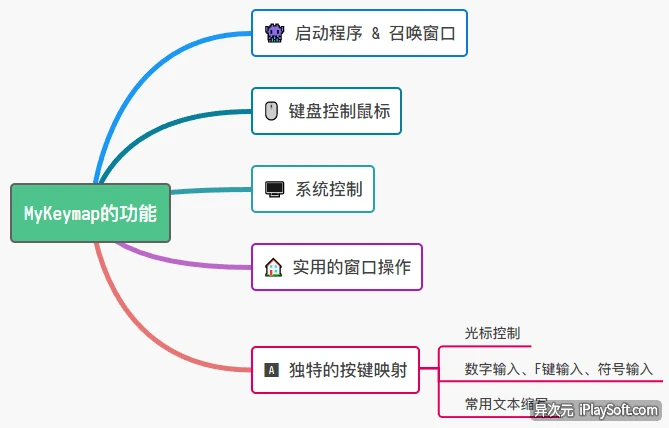 启动程序 & 召唤窗口
键盘控制鼠标
系统控制
MyKeymap的功能
实用的窗口操作
A 独特的按键映射
光标控制
数字输入、F键输入、符号输入
常用文本缩写
异次元 iPlaySoft.com